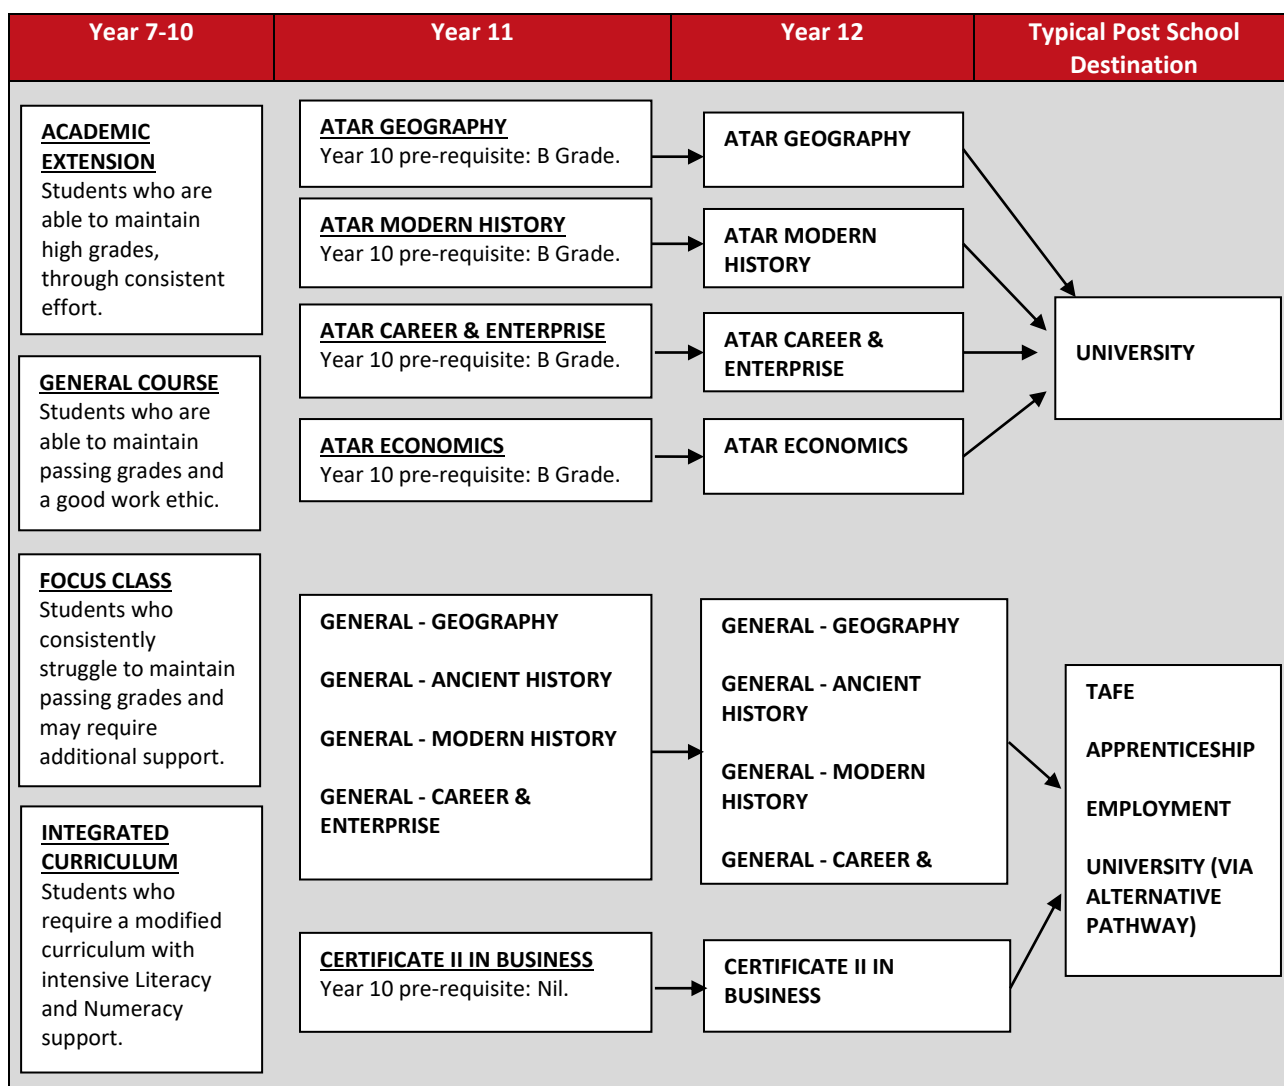 Year 7-10
Year 11
Year 12
Typical Post School
Destination
ACADEMIC
EXTENSION
Students who are
able to maintain
high grades,
through consistent
effort.
GENERAL COURSE
Students who are
able to maintain
passing grades and
a good work ethic.
FOCUS CLASS
Students who
consistently
struggle to maintain
passing grades and
may require
additional support.
INTEGRATED
CURRICULUM
Students who
require a modified
curriculum with
intensive Literacy
and Numeracy
support.
ATAR GEOGRAPHY
Year 10 pre-requisite: B Grade.
ATAR MODERN HISTORY
Year 10 pre-requisite: B Grade.
ATAR CAREER & ENTERPRISE
Year 10 pre-requisite: B Grade.
ATAR ECONOMICS
Year 10 pre-requisite: B Grade.
GENERAL - GEOGRAPHY
GENERAL - ANCIENT HISTORY
GENERAL - MODERN HISTORY
GENERAL - CAREER &
ENTERPRISE
CERTIFICATE II IN BUSINESS
Year 10 pre-requisite: Nil.
ATAR GEOGRAPHY
ATAR MODERN
HISTORY
ATAR CAREER &
ENTERPRISE
ATAR ECONOMICS
GENERAL - GEOGRAPHY
GENERAL - ANCIENT
HISTORY
GENERAL - MODERN
HISTORY
GENERAL - CAREER &
CERTIFICATE II IN
BUSINESS
UNIVERSITY
TAFE
APPRENTICESHIP
EMPLOYMENT
UNIVERSITY (VIA
ALTERNATIVE
PATHWAY)